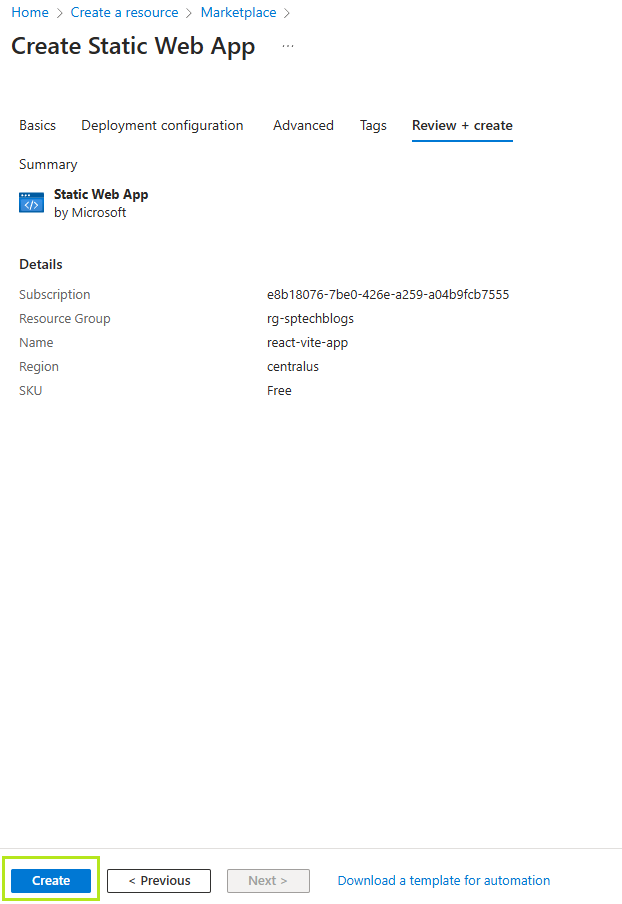 Home > Create a resource > Marketplace >
Create Static Web App ...
Basics Deployment configuration Advanced Tags Review + create
Summary
</>
Static Web App
by Microsoft
Details
Subscription e8b18076-7be0-426e-a259-a04b9fcb7555
Resource Group rg-sptechblogs
Name react-vite-app
Region centralus
SKU Free
Create < Previous Next > Download a template for automation